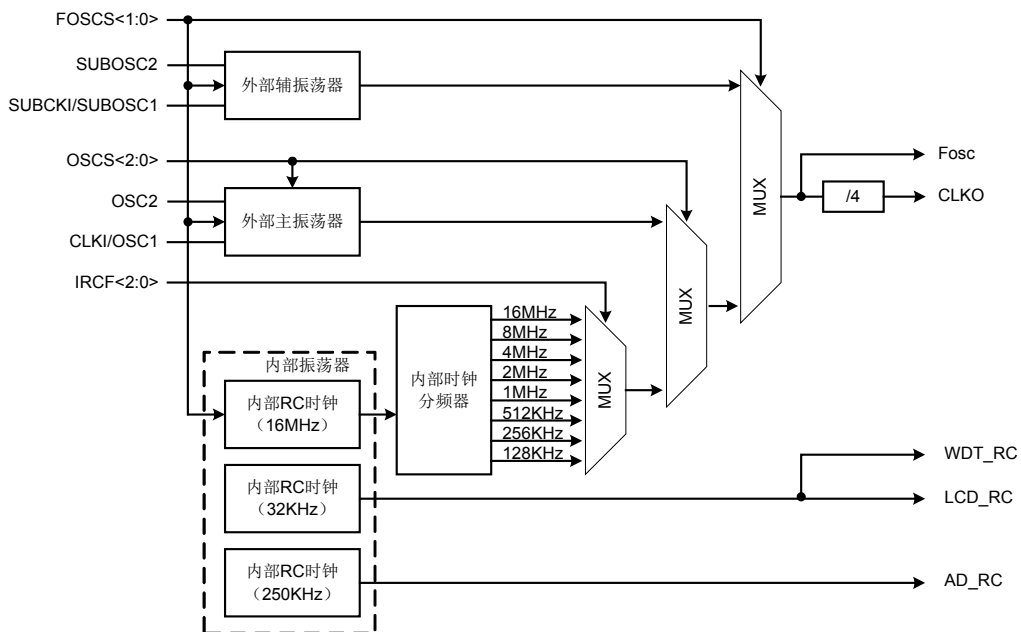 FOSCS<1:0>
SUBOSC2
外部辅振荡器
SUBCKI/SUBOSC1
OSCS<2:0>
OSC2
外部主振荡器
CLKI/OSC1
IRCF<2:0>
内部时钟
分频器
16MHz
8MHz
4MHz
2MHz
1MHz
512KHz
256KHz
128KHz
MUX
MUX
MUX
Fosc
/4
CLKO
内部振荡器
内部RC时钟
（16MHz）
内部RC时钟
（32KHz）
WDT_RC
LCD_RC
内部RC时钟
（250KHz）
AD_RC